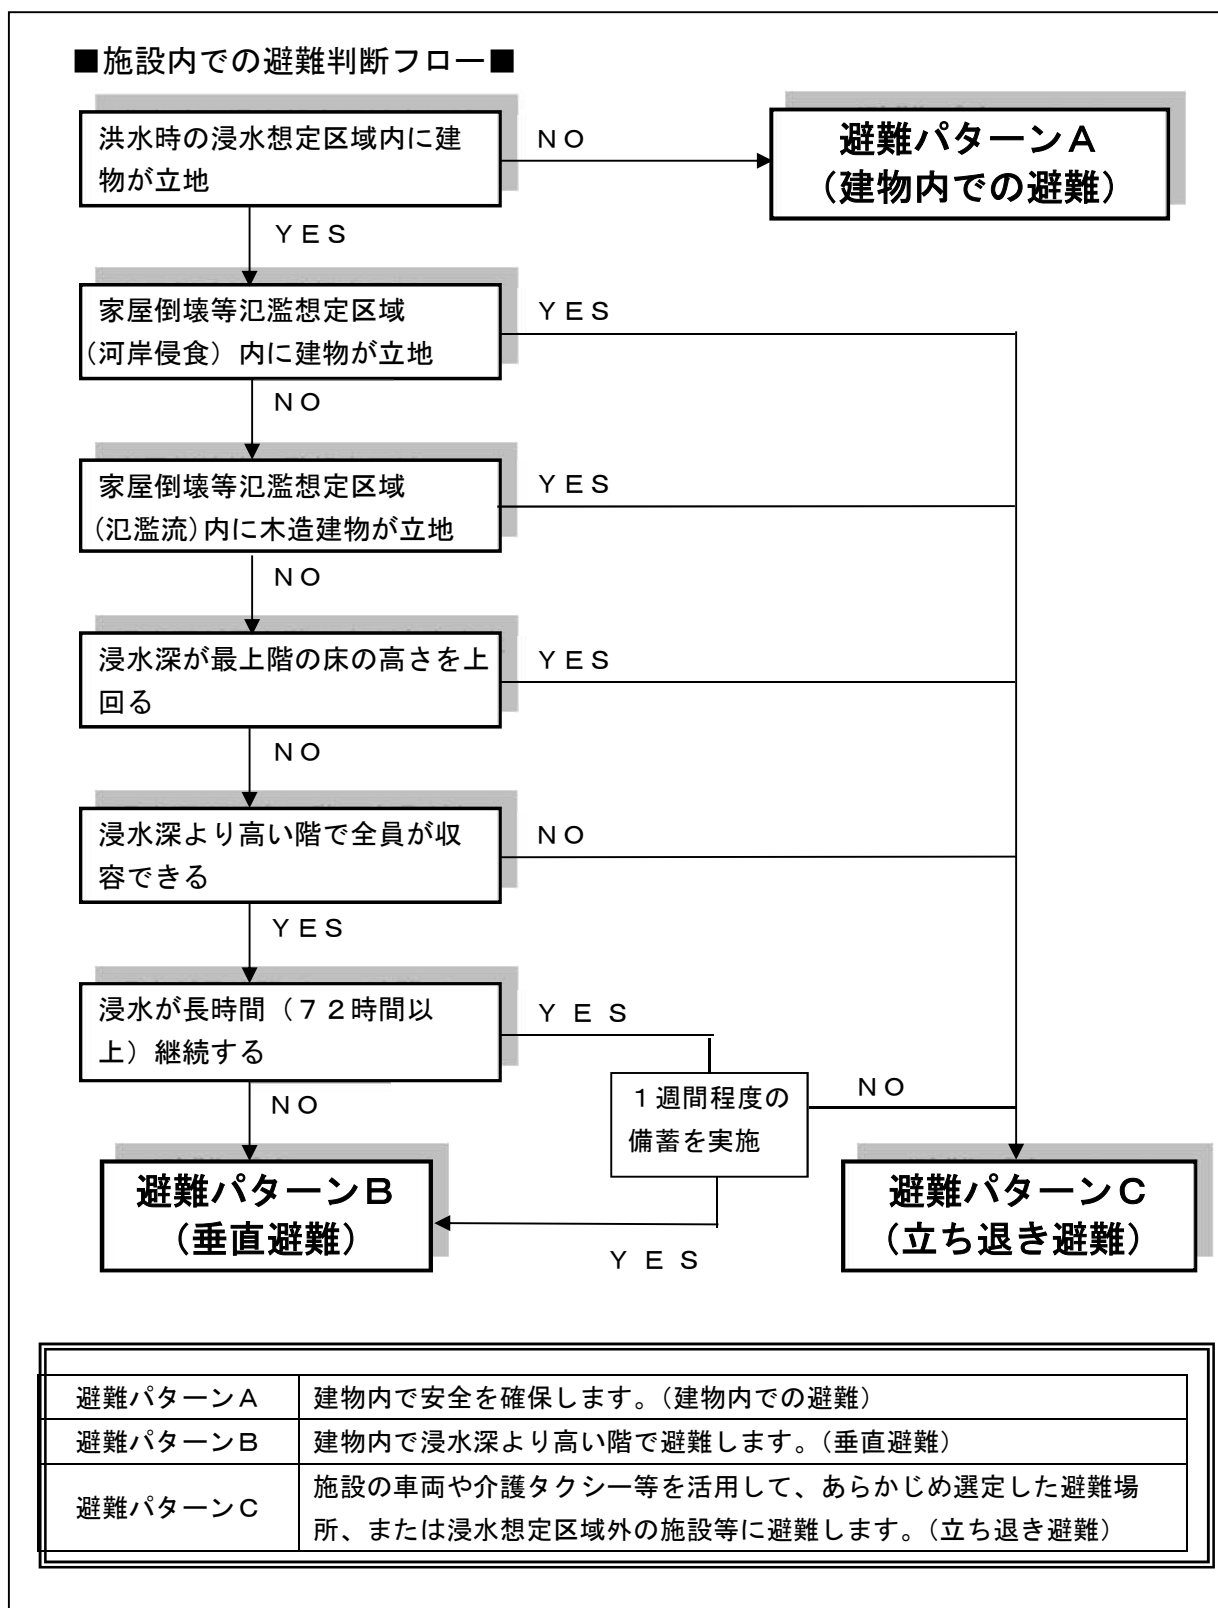 ■施設内での避難判断フロー■
洪水時の浸水想定区域内に建
物が立地
NO
避難パターンA
（建物内での避難）
YES
家屋倒壊等氾濫想定区域
（河岸侵食）内に建物が立地
YES
NO
家屋倒壊等氾濫想定区域
（氾濫流）内に木造建物が立地
YES
NO
浸水深が最上階の床の高さを上
回る
YES
NO
浸水深より高い階で全員が収
容できる
NO
YES
浸水が長時間（７２時間以
上）継続する
YES
NO
１週間程度の
備蓄を実施
NO
YES
避難パターンB
（垂直避難）
避難パターンC
（立ち退き避難）
避難パターンA
建物内で安全を確保します。（建物内での避難）
避難パターンB
建物内で浸水深より高い階で避難します。（垂直避難）
避難パターンC
施設の車両や介護タクシー等を活用して、あらかじめ選定した避難場
所、または浸水想定区域外の施設等に避難します。（立ち退き避難）